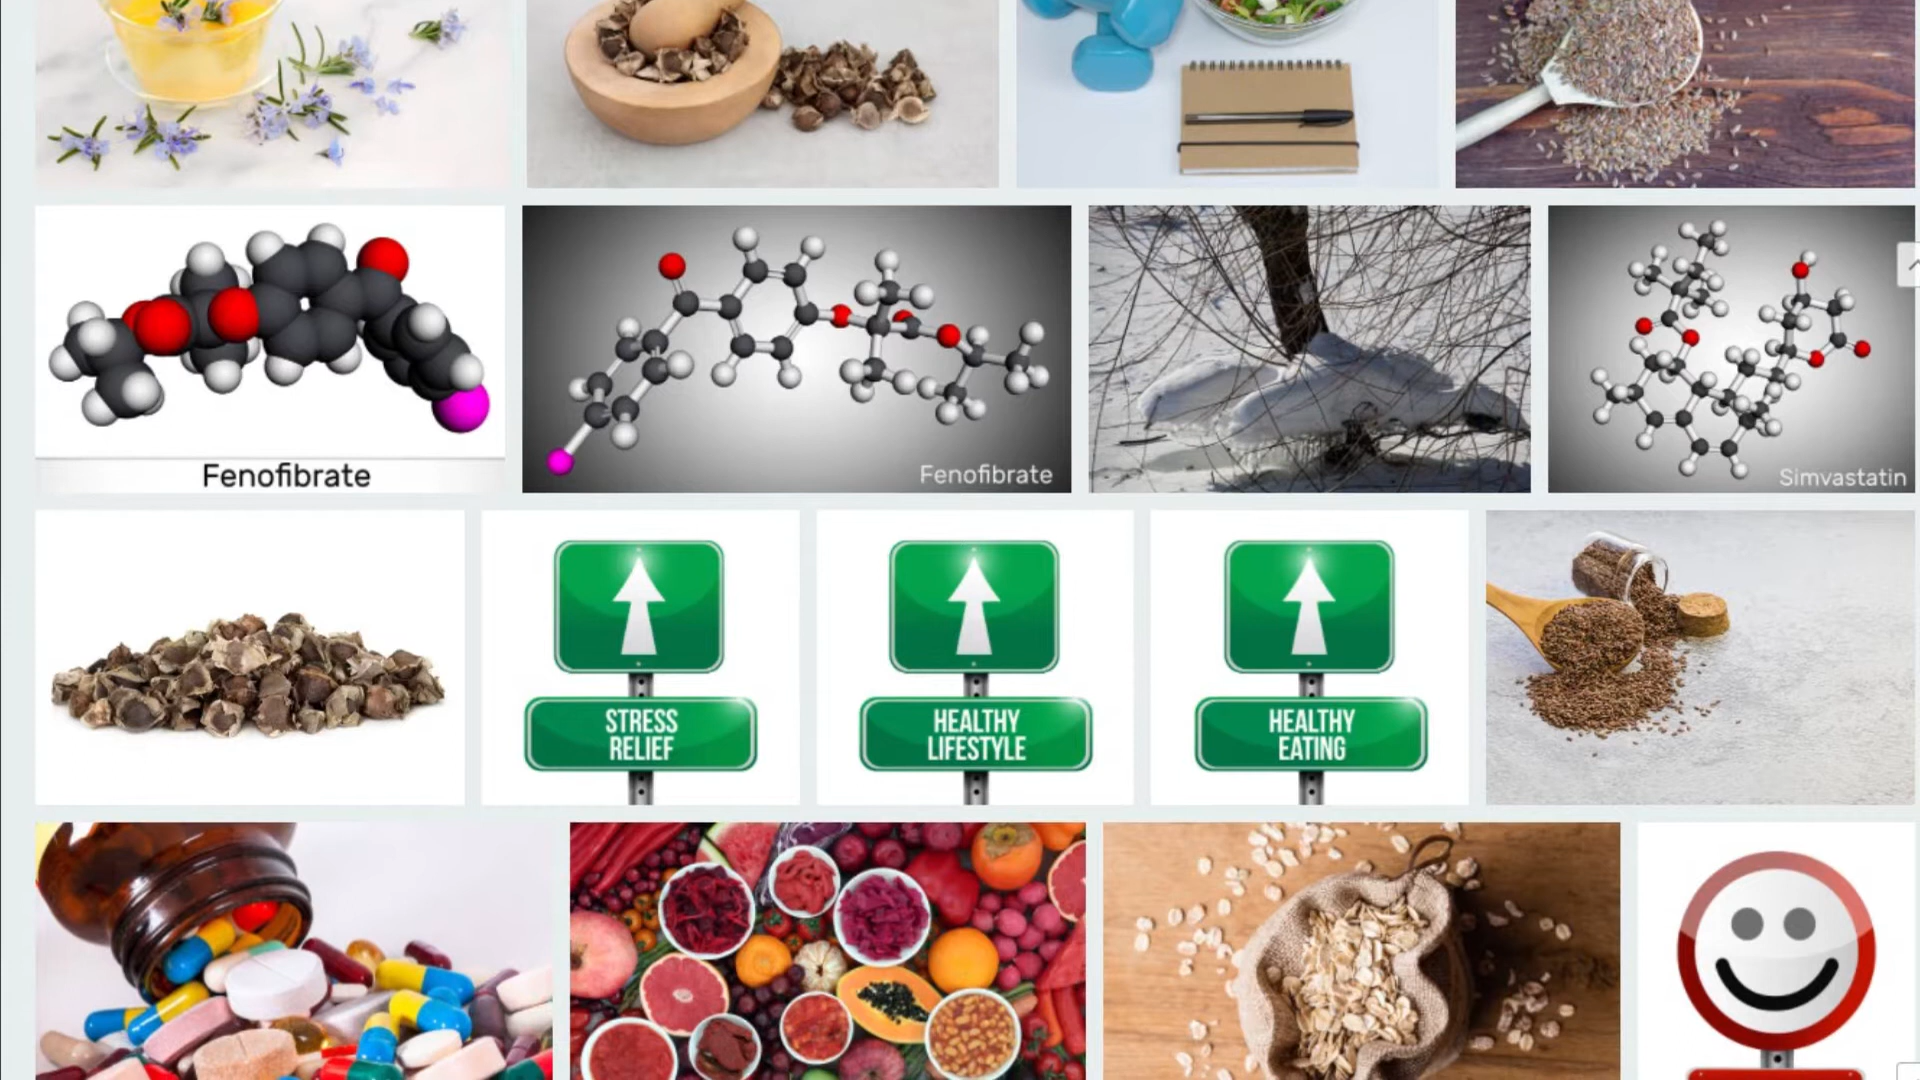 Fenofibrate
Fenofibrate
Simvastatin
STRESS
RELIEF
HEALTHY
LIFESTYLE
HEALTHY
EATING